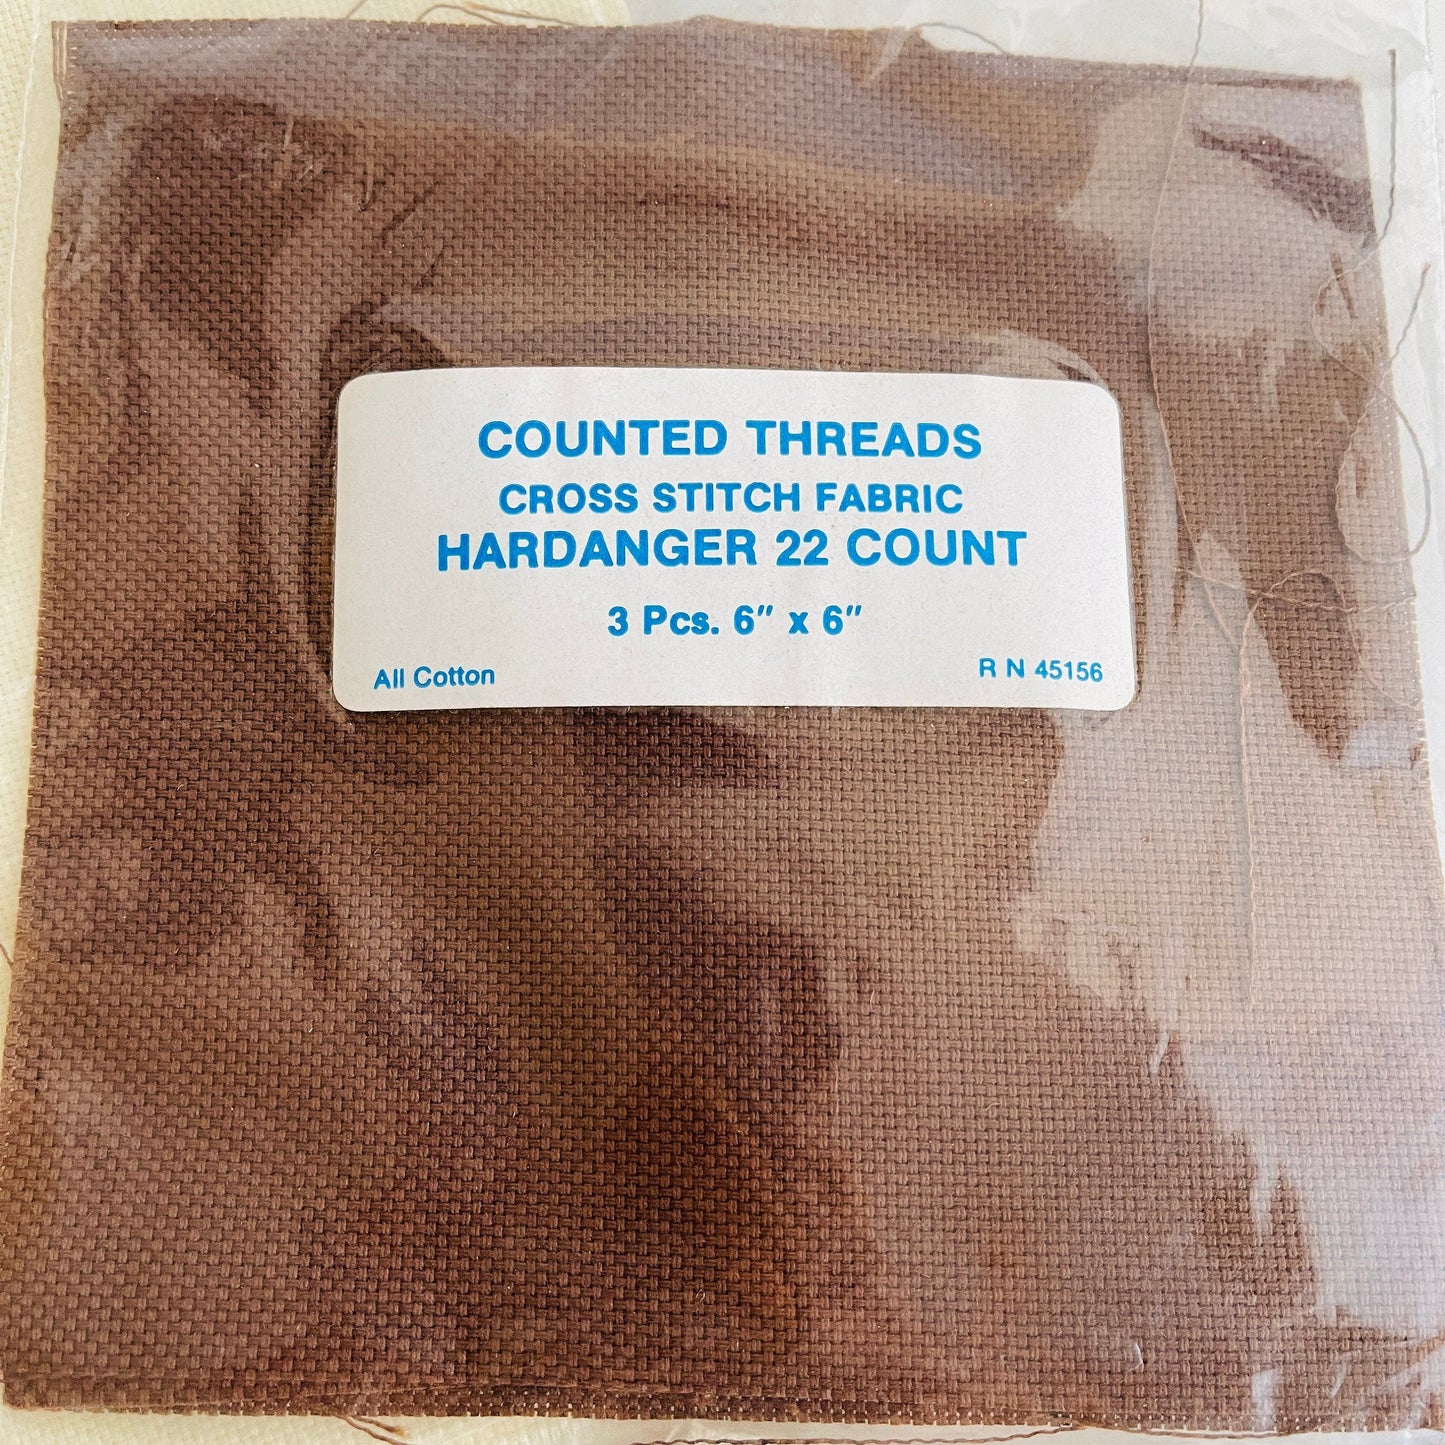 COUNTED THREADS
CROSS STITCH FABRIC
HARDANGER 22 COUNT
3 Pcs. 6" x 6"
All Cotton R N 45156